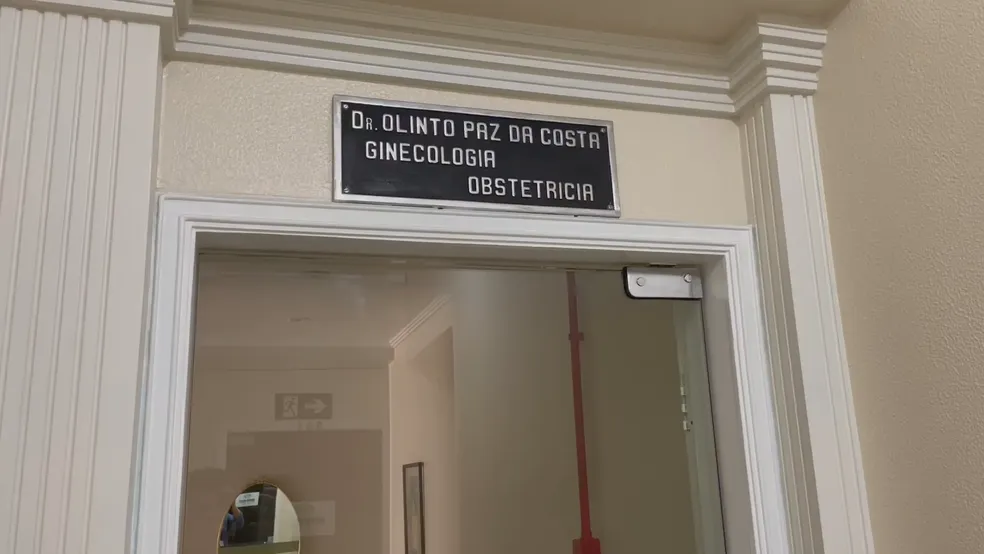 DR. OLINTO PAZ DA COSTA
GINECOLOGIA
OBSTETRICIA